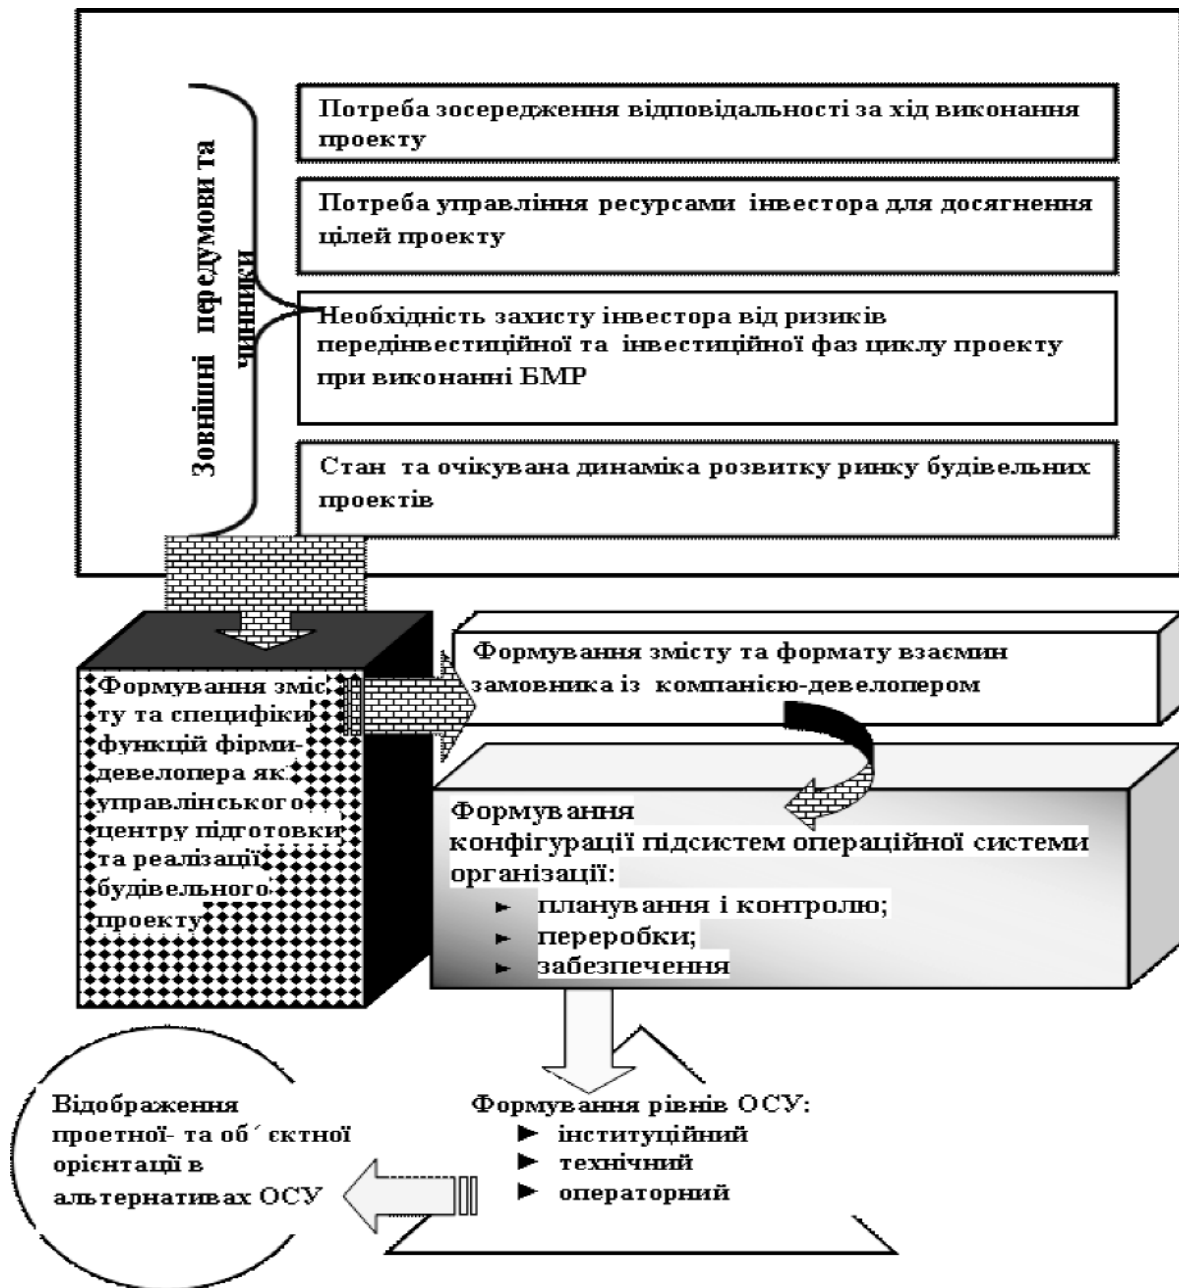 Зовнішні передумови та
чинники
Потреба зосередження відповідальності за хід виконання
проекту
Потреба управління ресурсами інвестора для досягнення
цілей проекту
Необхідність захисту інвестора від ризиків
передінвестиційної та інвестиційної фаз циклу проекту
при виконанні БМР
Стан та очікувана динаміка розвитку ринку будівельних
проектів
Формування зміс
ту та специфіки
функцій фірми-
девелопера як
управлінського
центру підготовки
та реалізації
будівельного
проекту
Формування змісту та формату взаємин
замовника із компанією-девелопером
Формування
конфігурації підсистем операційної системи
організації:
► планування і контролю;
► переробки;
► забезпечення
Формування рівнів ОСУ:
► інституційний
► технічний
► операторний
Відображення
проетної- та об´єктної
орієнтації в
альтернативах ОСУ